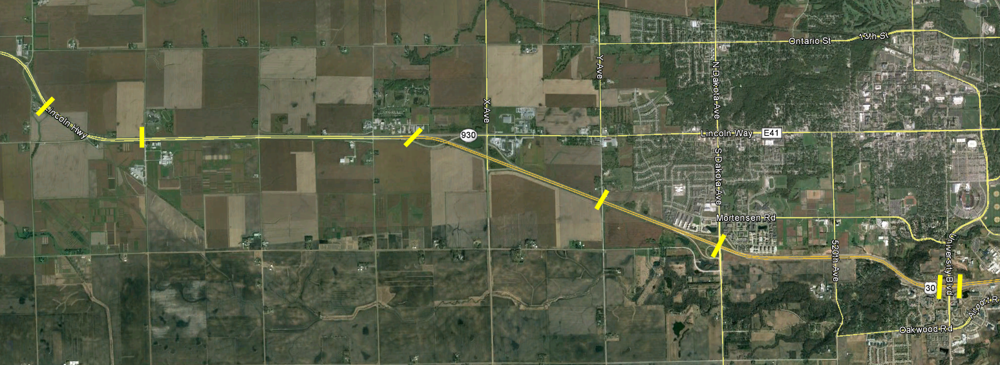 Ontario St
13th St
Y Ave
N Dakota Ave
X Ave
Lincoln Hwy
930
Lincoln Way
E41
S Dakota Ave
Mortensen Rd
520th Ave
University Blvd
30
Airport R
Oakwood Rd